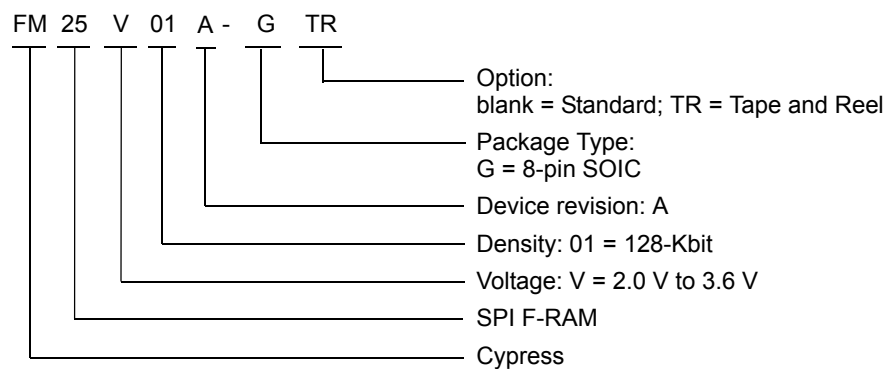 FM 25 V 01 A - G TR
Option:
blank = Standard; TR = Tape and Reel
Package Type:
G = 8-pin SOIC
Device revision: A
Density: 01 = 128-Kbit
Voltage: V = 2.0 V to 3.6 V
SPI F-RAM
Cypress